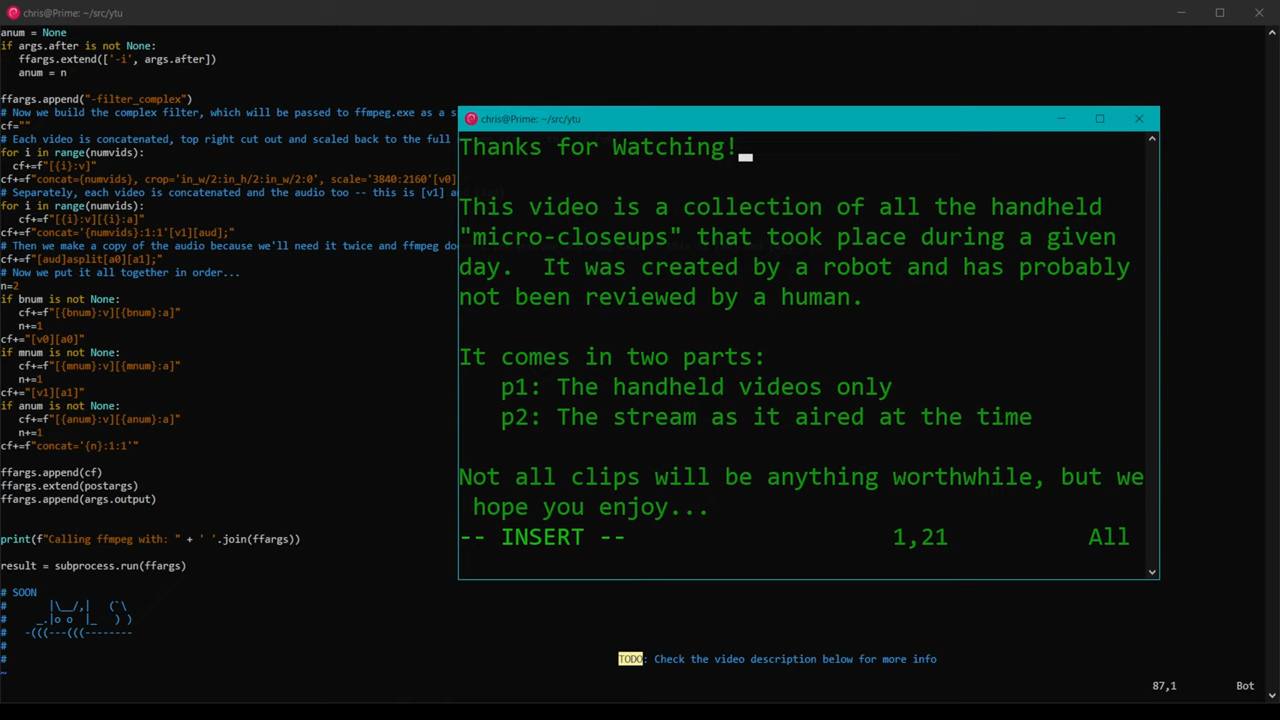 chris@Prime: ~/src/ytu
anum = None
if args.after is not None:
    ffargs.extend(['-i', args.after])
    anum = n
ffargs.append("-filter_complex")
# Now we build the complex filter, which will be passed to ffmpeg.exe as a s
cf=""
# Each video is concatenated, top right cut out and scaled back to the full
for i in range(numvids):
    cf+=f"[{i}:v]"
cf+=f"concat={numvids}, crop='in_w/2:in_h/2:in_w/2:0', scale='3840:2160'[v0]
# Separately, each video is concatenated and the audio too -- this is [v1] a
for i in range(numvids):
    cf+=f"[{i}:v][{i}:a]"
cf+=f"concat='{numvids}:1:1'[v1][aud];"
# Then we make a copy of the audio because we'll need it twice and ffmpeg do
cf+="[aud]asplit[a0][a1];"
# Now we put it all together in order...
n=2
if bnum is not None:
    cf+=f"[{bnum}:v][{bnum}:a]"
    n+=1
cf+="[v0][a0]"
if mnum is not None:
    cf+=f"[{mnum}:v][{mnum}:a]"
    n+=1
cf+="[v1][a1]"
if anum is not None:
    cf+=f"[{anum}:v][{anum}:a]"
    n+=1
cf+=f"concat='{n}:1:1'"
ffargs.append(cf)
ffargs.extend(postargs)
ffargs.append(args.output)
print(f"Calling ffmpeg with: " + ' '.join(ffargs))
result = subprocess.run(ffargs)
# SOON
#      |\__/,|   (`\
#    _.|o o  |_   ) )
#  -(((---(((--------
#
#
~
chris@Prime: ~/src/ytu
Thanks for Watching!
This video is a collection of all the handheld
"micro-closeups" that took place during a given
day.  It was created by a robot and has probably
not been reviewed by a human.
It comes in two parts:
   p1: The handheld videos only
   p2: The stream as it aired at the time
Not all clips will be anything worthwhile, but we
 hope you enjoy...
-- INSERT -- 1,21 All
TODO: Check the video description below for more info
87,1 Bot